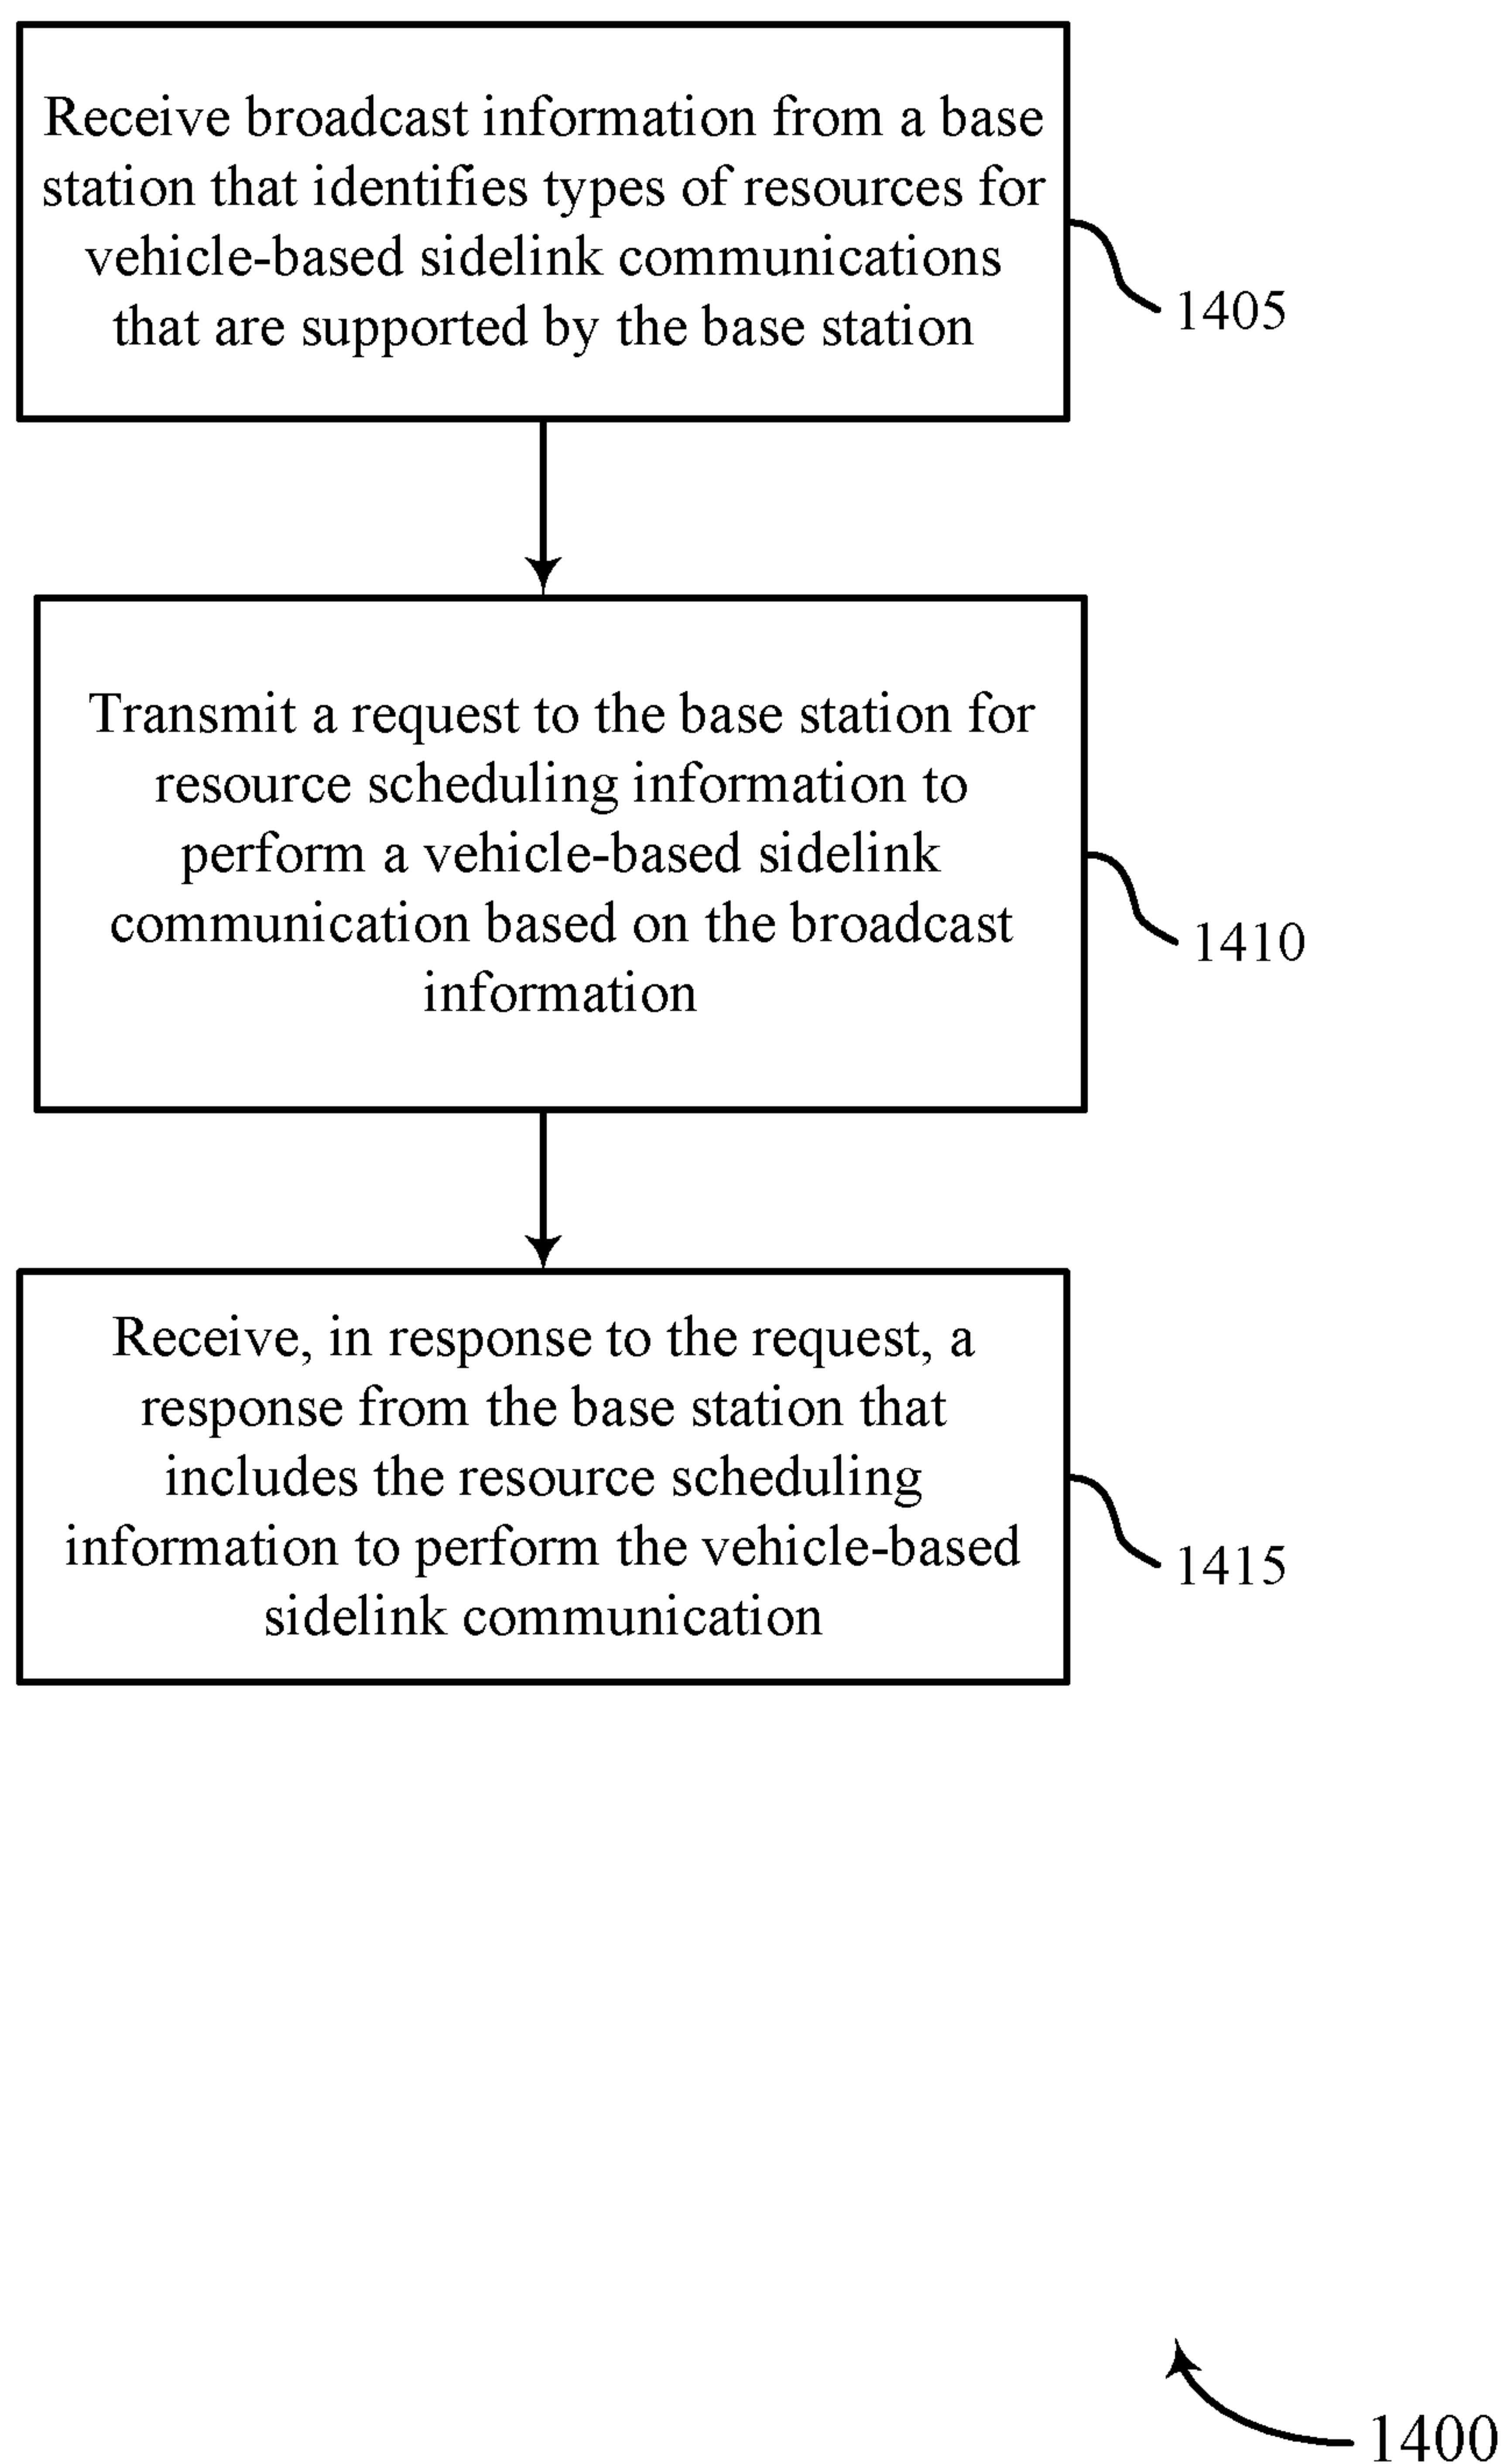 Receive broadcast information from a base
station that identifies types of resources for
vehicle-based sidelink communications
that are supported by the base station
1405
Transmit a request to the base station for
resource scheduling information to
perform a vehicle-based sidelink
communication based on the broadcast
information
1410
Receive, in response to the request, a
response from the base station that
includes the resource scheduling
information to perform the vehicle-based
sidelink communication
1415
1400